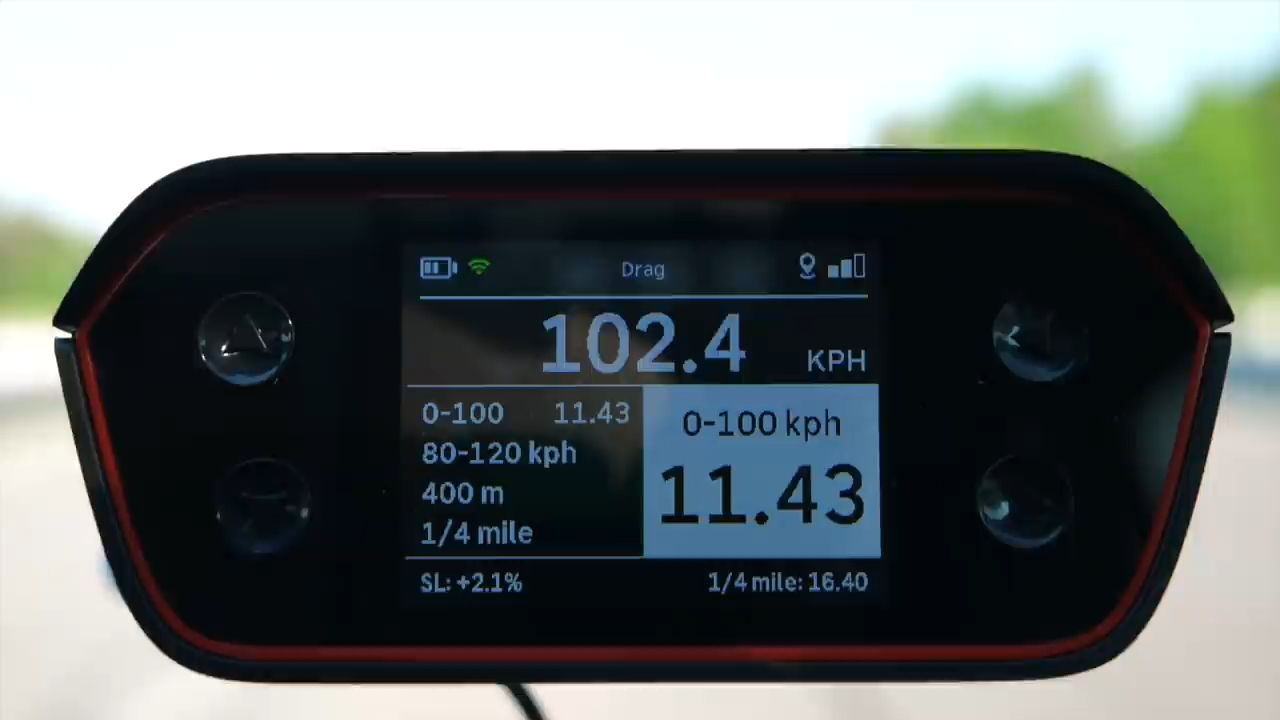 Drag
102.4 KPH
0-100 11.43
80-120 kph
400 m
1/4 mile
0-100 kph
11.43
SL: +2.1%
1/4 mile: 16.40